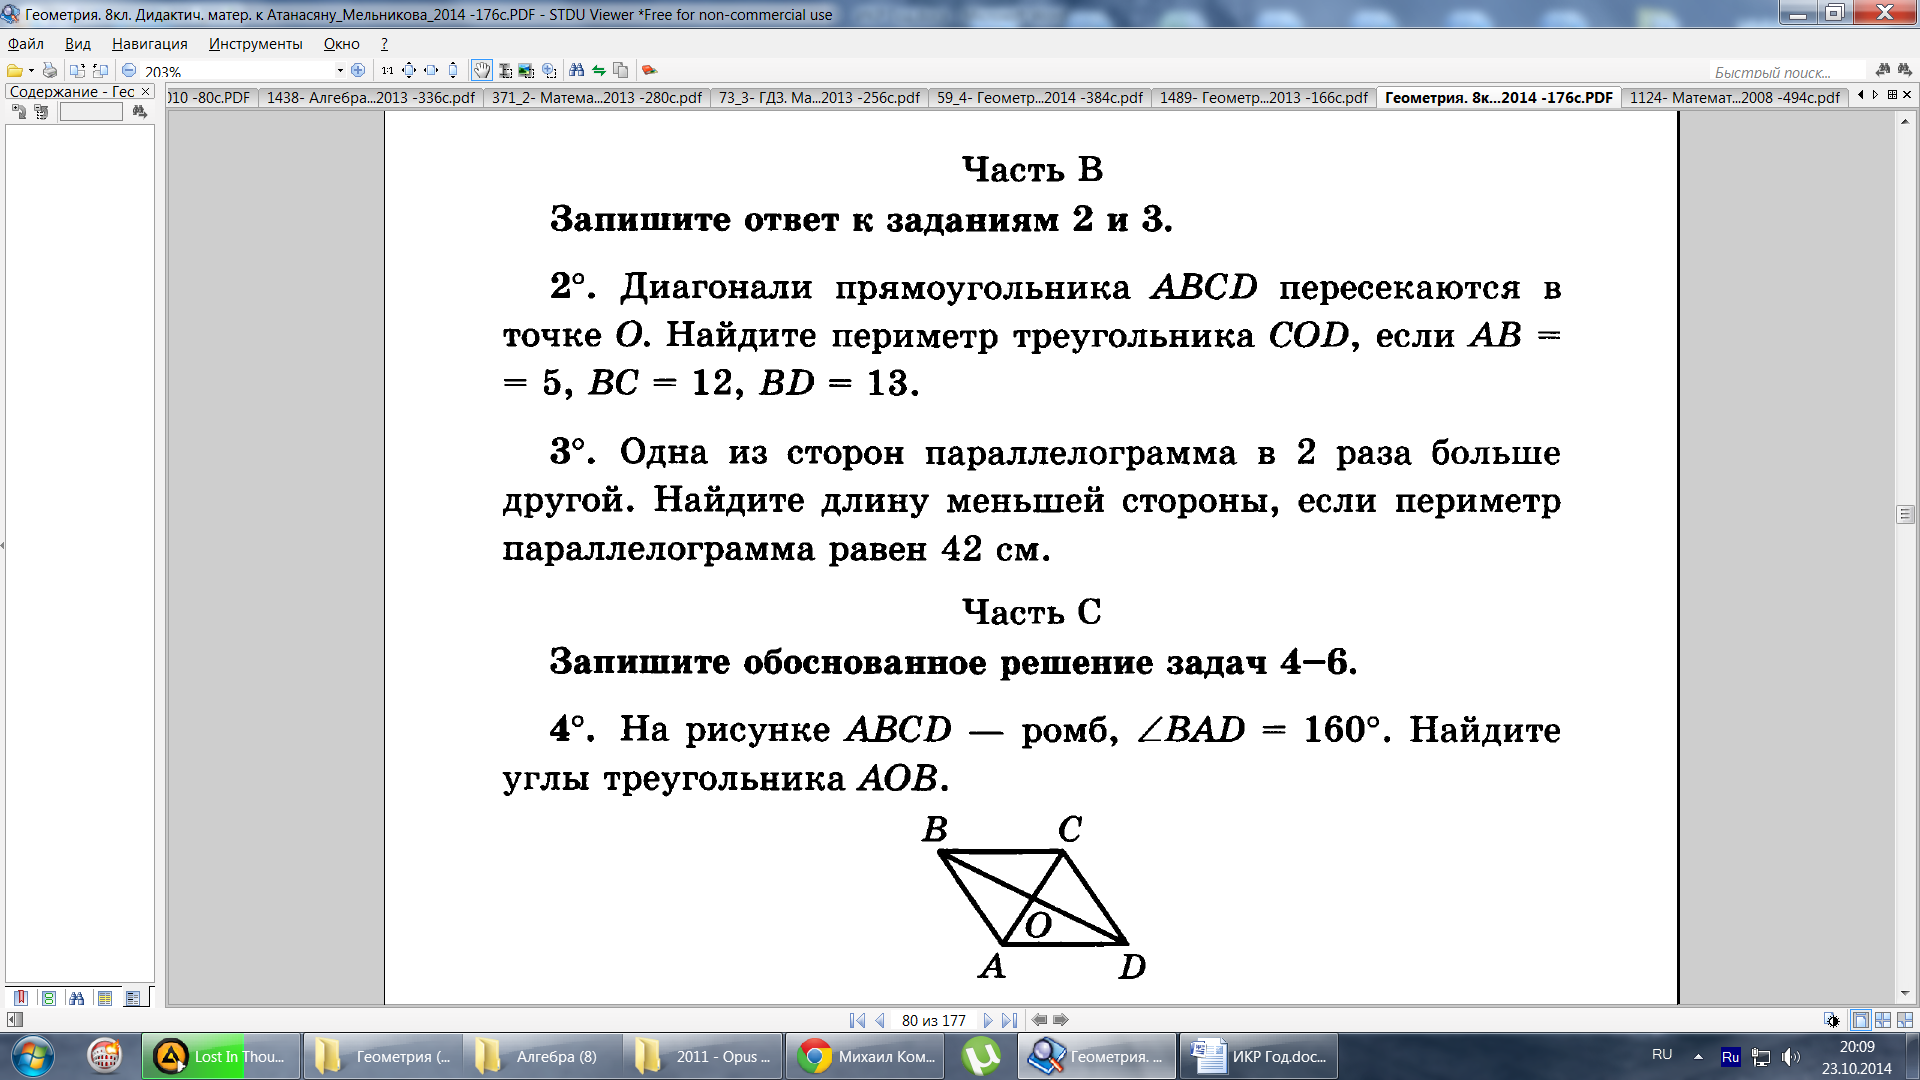 Геометрия. 8кл. Дидактич. матер. к Атанасяну_Мельникова_2014 -176с.PDF - STDU Viewer *Free for non-commercial use
Файл Вид Навигация Инструменты Окно ?
203% 1:1 Быстрый поиск...
Содержание - Гео
010 -80с.PDF 1438- Алгебра...2013 -336с.pdf 371_2- Матема...2013 -280с.pdf 73_3- ГДЗ. Ма...2013 -256с.pdf 59_4- Геометр...2014 -384с.pdf 1489- Геометр...2013 -166с.pdf Геометрия. 8к...2014 -176с.PDF 1124- Математ...2008 -494с.pdf
Часть В
Запишите ответ к заданиям 2 и 3.
2°. Диагонали прямоугольника ABCD пересекаются в
точке O. Найдите периметр треугольника COD, если AB =
= 5, BC = 12, BD = 13.
3°. Одна из сторон параллелограмма в 2 раза больше
другой. Найдите длину меньшей стороны, если периметр
параллелограмма равен 42 см.
Часть С
Запишите обоснованное решение задач 4–6.
4°. На рисунке ABCD — ромб, ∠BAD = 160°. Найдите
углы треугольника AOB.
B C
O
A D
80 из 177
Lost In Thou... Геометрия (... Алгебра (8) 2011 - Opus ... Михаил Ком... Геометрия. ... ИКР Год.doc... RU Ru 20:09
23.10.2014